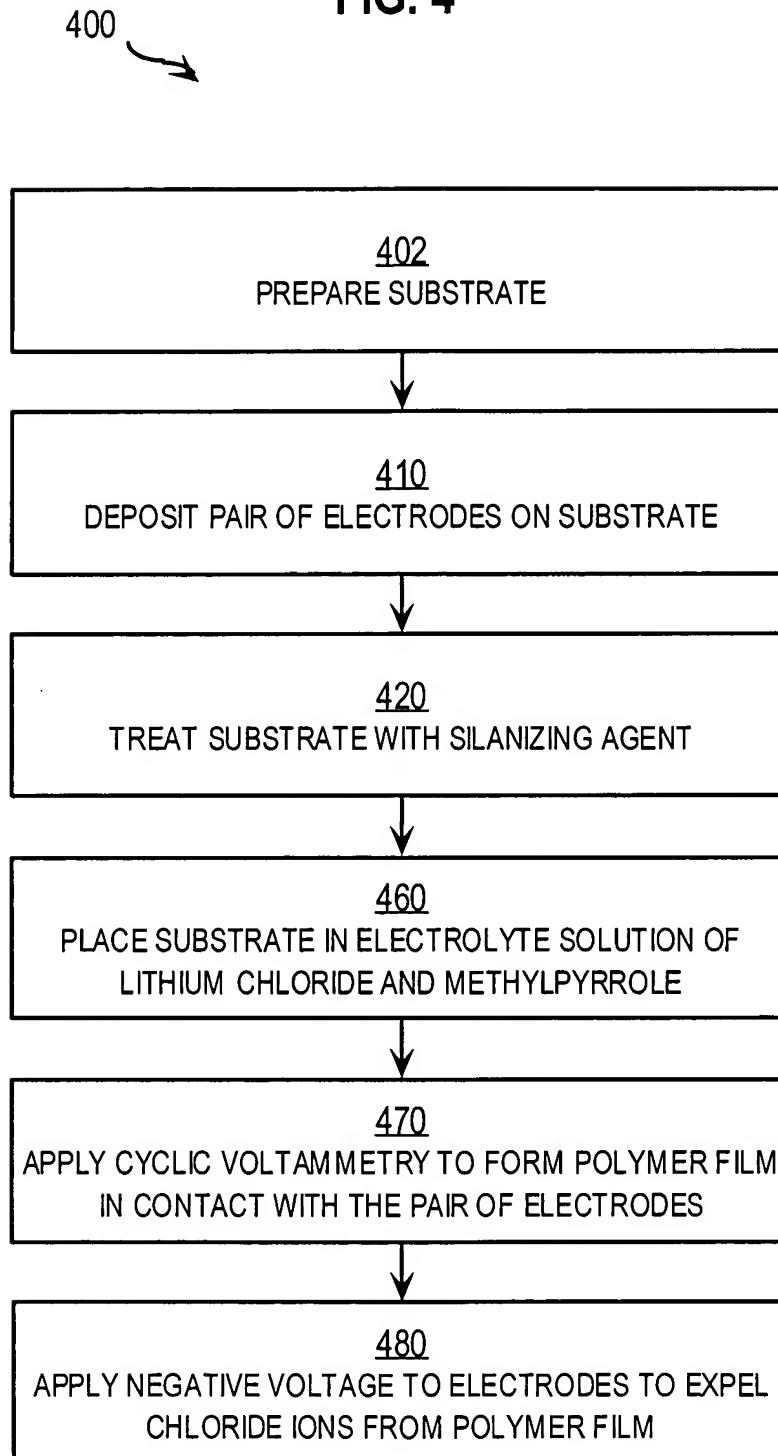 FIG. 4
400
402
PREPARE SUBSTRATE
410
DEPOSIT PAIR OF ELECTRODES ON SUBSTRATE
420
TREAT SUBSTRATE WITH SILANIZING AGENT
460
PLACE SUBSTRATE IN ELECTROLYTE SOLUTION OF
LITHIUM CHLORIDE AND METHYLPYRROLE
470
APPLY CYCLIC VOLTAMMETRY TO FORM POLYMER FILM
IN CONTACT WITH THE PAIR OF ELECTRODES
480
APPLY NEGATIVE VOLTAGE TO ELECTRODES TO EXPEL
CHLORIDE IONS FROM POLYMER FILM